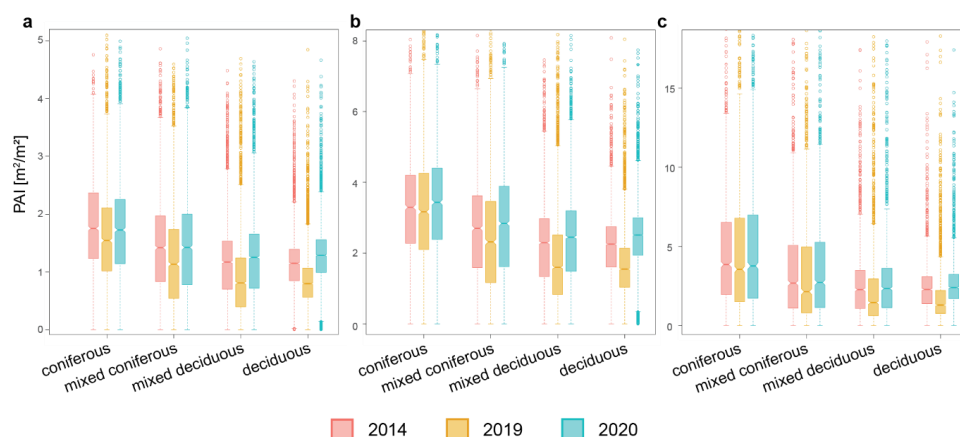 a
b
c
PAI [m²/m²]
5
4
3
2
1
0
coniferous
mixed coniferous
mixed deciduous
deciduous
8
6
4
2
0
coniferous
mixed coniferous
mixed deciduous
deciduous
15
10
5
0
coniferous
mixed coniferous
mixed deciduous
deciduous
2014
2019
2020